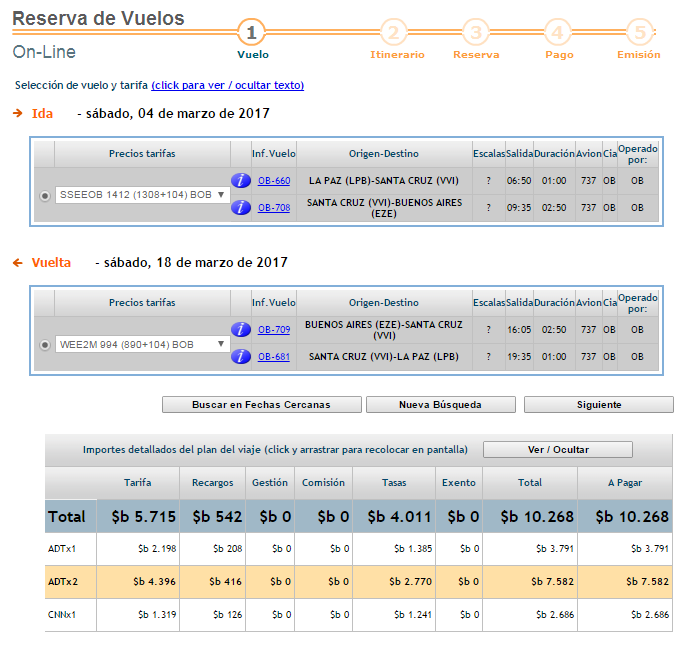 Reserva de Vuelos
On-Line
1 2 3 4 5
Vuelo Itinerario Reserva Pago Emisión
Selección de vuelo y tarifa (click para ver / ocultar texto)
Ida - sábado, 04 de marzo de 2017
Precios tarifas Inf.Vuelo Origen-Destino Escalas Salida Duración Avion Cia Operado por:
SSEEOB 1412 (1308+104) BOB
OB-660 LA PAZ (LPB)-SANTA CRUZ (VVI) ? 06:50 01:00 737 OB OB
OB-708 SANTA CRUZ (VVI)-BUENOS AIRES (EZE) ? 09:35 02:50 737 OB OB
Vuelta - sábado, 18 de marzo de 2017
Precios tarifas Inf.Vuelo Origen-Destino Escalas Salida Duración Avion Cia Operado por:
WEE2M 994 (890+104) BOB
OB-709 BUENOS AIRES (EZE)-SANTA CRUZ (VVI) ? 16:05 02:50 737 OB OB
OB-681 SANTA CRUZ (VVI)-LA PAZ (LPB) ? 19:35 01:00 737 OB OB
Buscar en Fechas Cercanas Nueva Búsqueda Siguiente
Importes detallados del plan del viaje (click y arrastrar para recolocar en pantalla) Ver / Ocultar
Tarifa Recargos Gestión Comisión Tasas Exento Total A Pagar
Total $b 5.715 $b 542 $b 0 $b 0 $b 4.011 $b 0 $b 10.268 $b 10.268
ADTx1 $b 2.198 $b 208 $b 0 $b 0 $b 1.385 $b 0 $b 3.791 $b 3.791
ADTx2 $b 4.396 $b 416 $b 0 $b 0 $b 2.770 $b 0 $b 7.582 $b 7.582
CNNx1 $b 1.319 $b 126 $b 0 $b 0 $b 1.241 $b 0 $b 2.686 $b 2.686